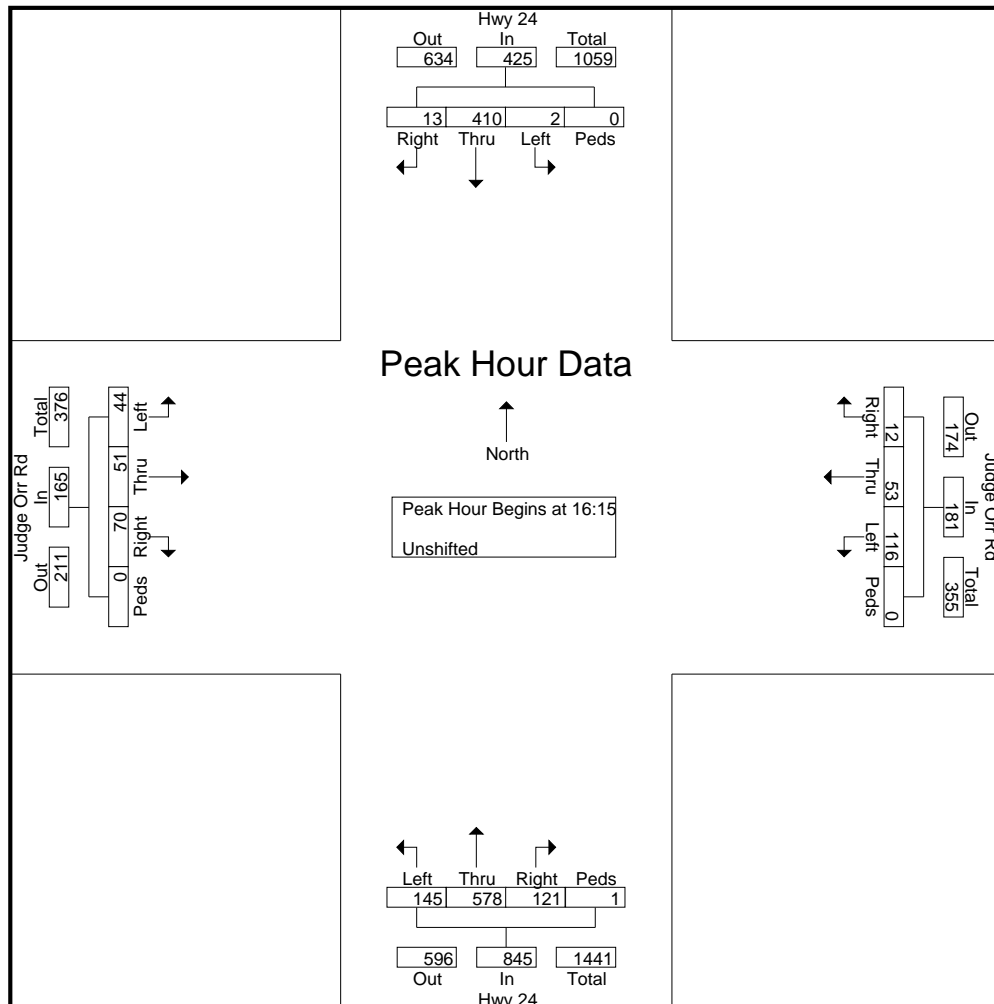 Hwy 24
Out In Total
634 425 1059
13 410 2 0
Right Thru Left Peds
Peak Hour Data
North
Peak Hour Begins at 16:15
Unshifted
Judge Orr Rd
Out In Total
211 165 376
0 70 51 44
Peds Right Thru Left
Judge Orr Rd
Out In Total
174 181 355
12 53 116 0
Right Thru Left Peds
Left Thru Right Peds
145 578 121 1
596 845 1441
Out In Total
Hwy 24